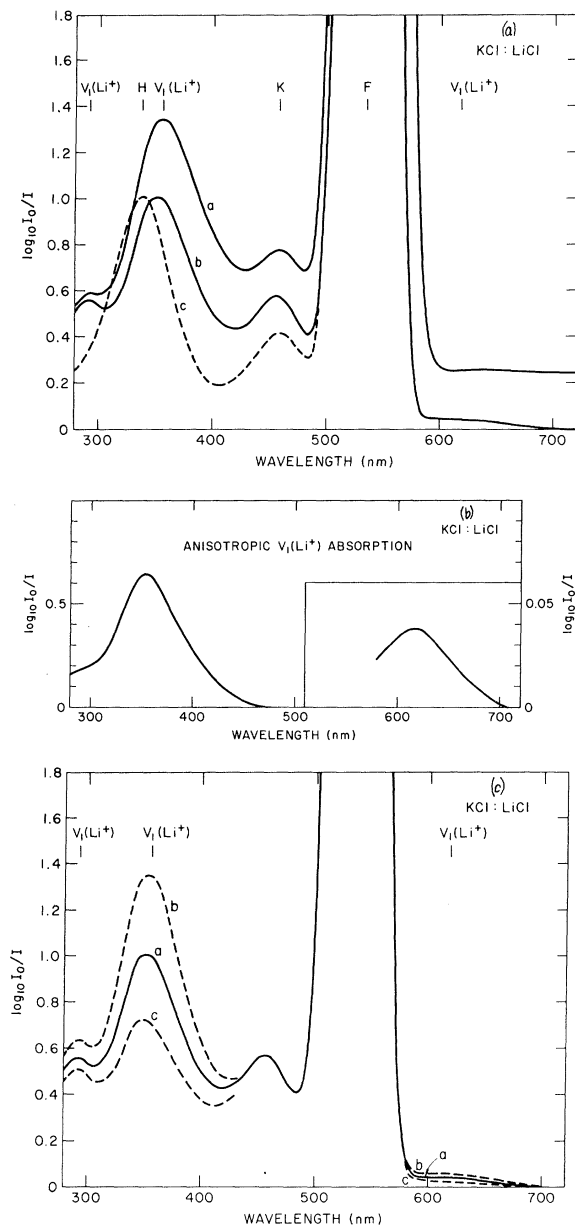 (a)
KCl : LiCl
V₁(Li⁺) H V₁(Li⁺) K F V₁(Li⁺)
1.8
1.6
1.4
1.2
1.0
0.8
0.6
0.4
0.2
0
log₁₀ I₀/I
a
b
c
300 400 500 600 700
WAVELENGTH (nm)
(b)
KCl : LiCl
ANISOTROPIC V₁(Li⁺) ABSORPTION
0.5
0
log₁₀ I₀/I
0.05
0
log₁₀ I₀/I
300 400 500 600 700
WAVELENGTH (nm)
(c)
KCl : LiCl
V₁(Li⁺) V₁(Li⁺) V₁(Li⁺)
1.8
1.6
1.4
1.2
1.0
0.8
0.6
0.4
0.2
0
log₁₀ I₀/I
b
a
c
b
a
c
300 400 500 600 700
WAVELENGTH (nm)